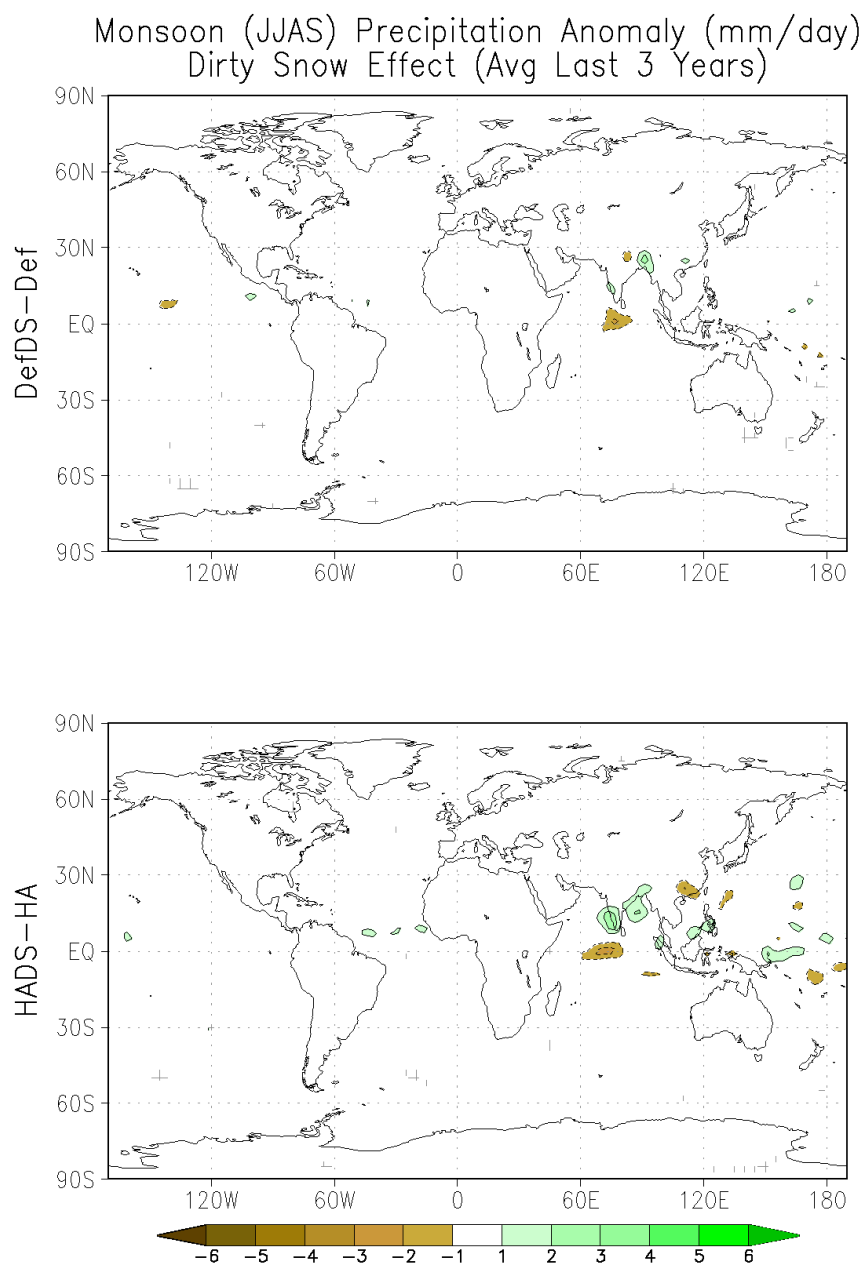 Monsoon (JJAS) Precipitation Anomaly (mm/day)
Dirty Snow Effect (Avg Last 3 Years)
DefDS-Def
90N
60N
30N
EQ
30S
60S
90S
120W 60W 0 60E 120E 180
HADS-HA
90N
60N
30N
EQ
30S
60S
90S
120W 60W 0 60E 120E 180
-6 -5 -4 -3 -2 -1 1 2 3 4 5 6